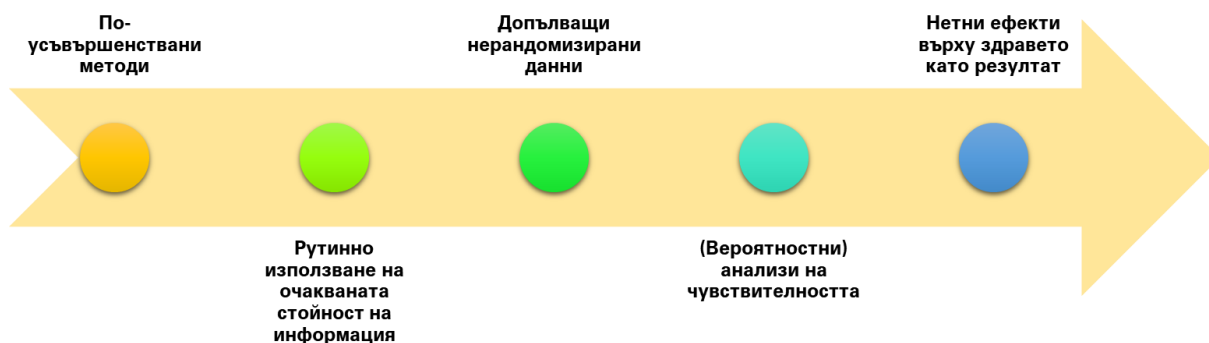 По-
усъвършенствани
методи
Рутинно
използване на
очакваната
стойност на
информация
Допълващи
нерандомизирани
данни
(Вероятностни)
анализи на
чувствителността
Нетни ефекти
върху здравето
като резултат